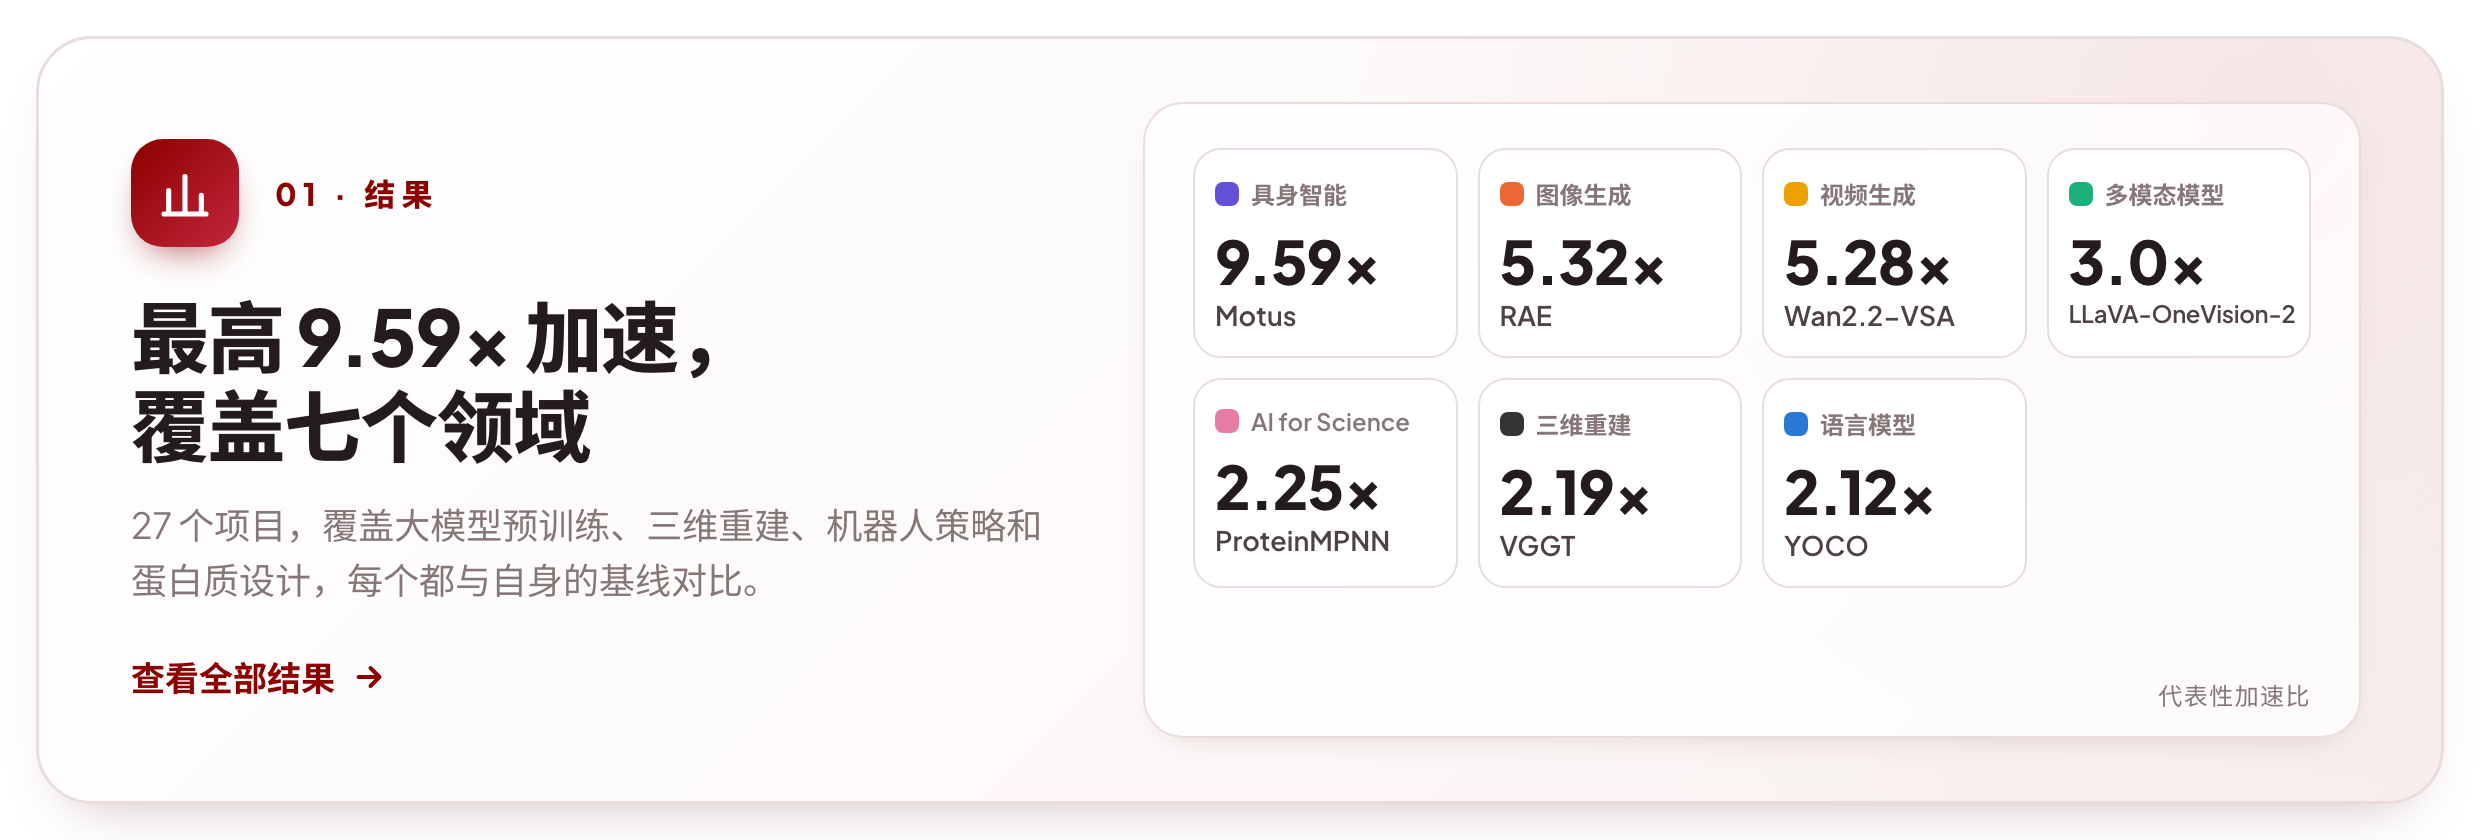 01 · 结果
最高 9.59× 加速，
覆盖七个领域
27 个项目，覆盖大模型预训练、三维重建、机器人策略和
蛋白质设计，每个都与自身的基线对比。
查看全部结果 →
具身智能
9.59×
Motus
图像生成
5.32×
RAE
视频生成
5.28×
Wan2.2-VSA
多模态模型
3.0×
LLaVA-OneVision-2
AI for Science
2.25×
ProteinMPNN
三维重建
2.19×
VGGT
语言模型
2.12×
YOCO
代表性加速比